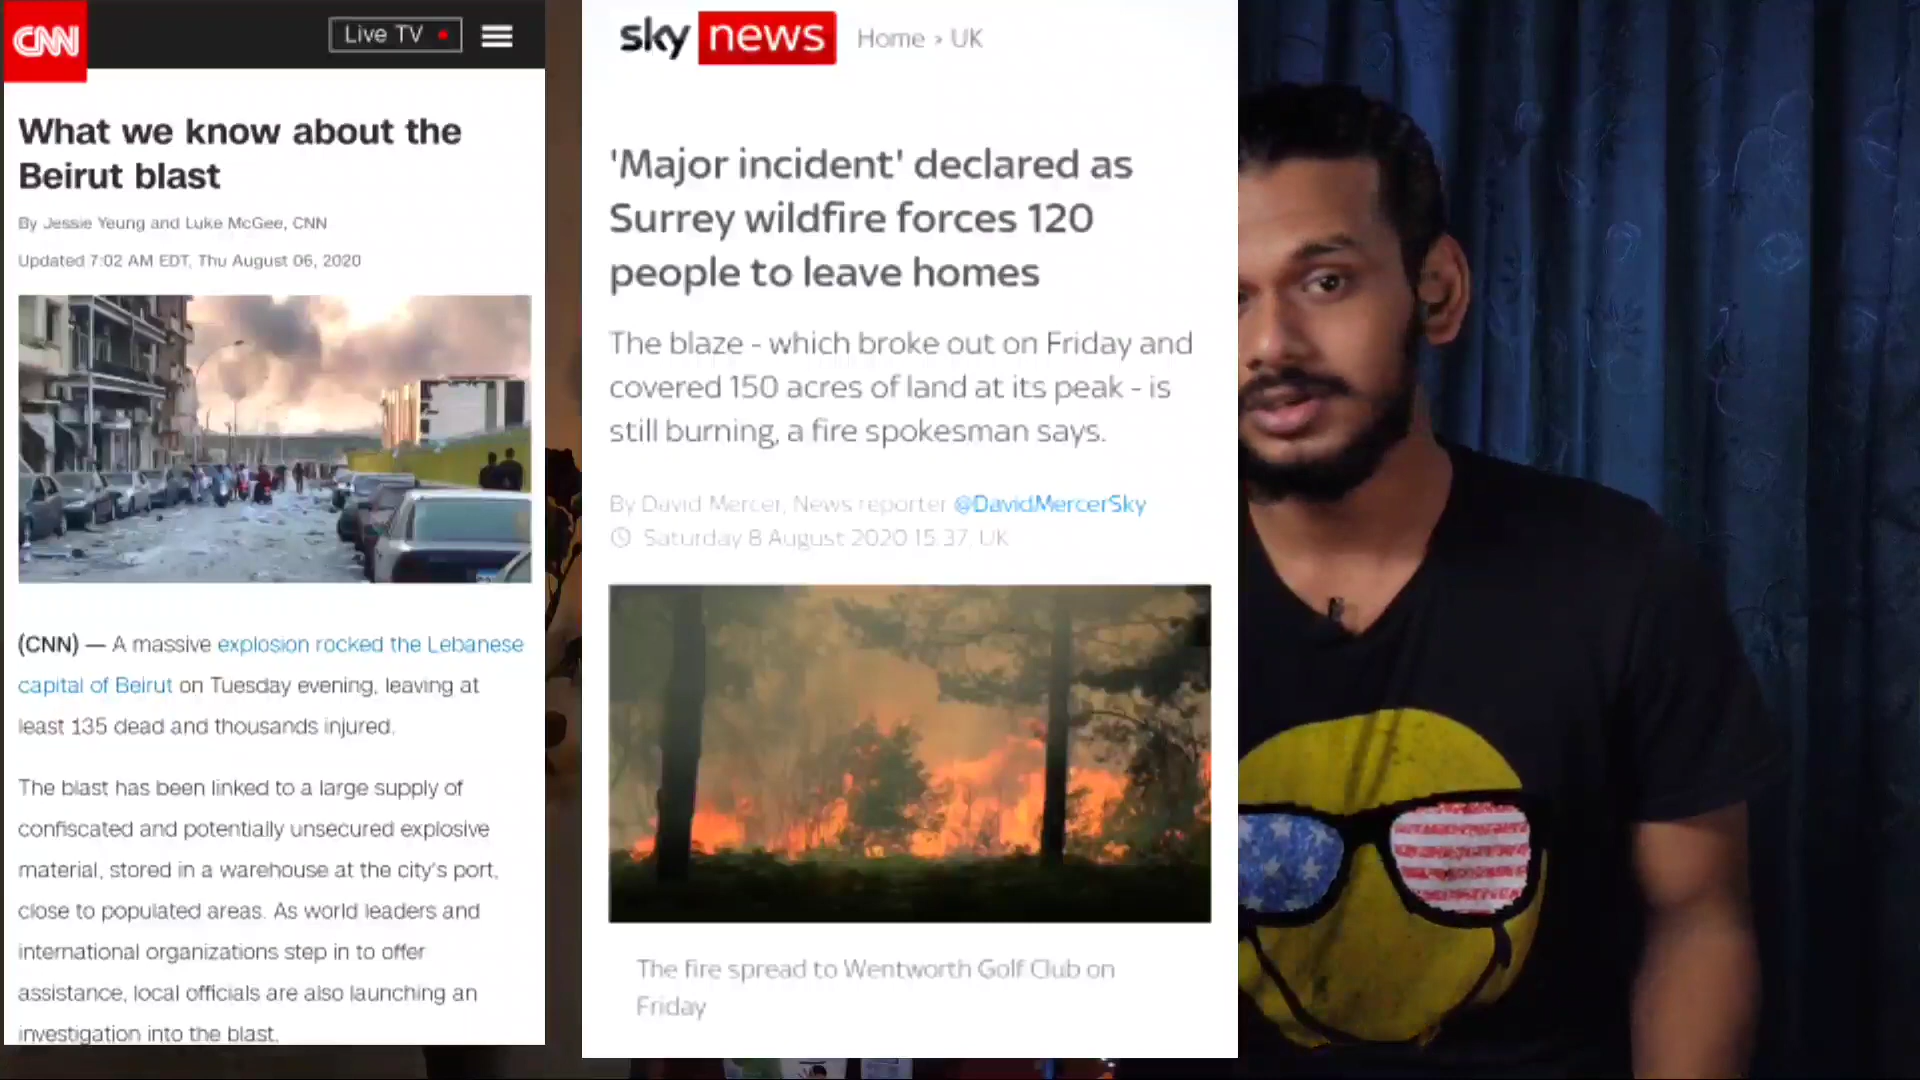 CNN
Live TV
What we know about the
Beirut blast
By Jessie Yeung and Luke McGee, CNN
Updated 7:02 AM EDT, Thu August 06, 2020
(CNN) — A massive explosion rocked the Lebanese
capital of Beirut on Tuesday evening, leaving at
least 135 dead and thousands injured.
The blast has been linked to a large supply of
confiscated and potentially unsecured explosive
material, stored in a warehouse at the city's port,
close to populated areas. As world leaders and
international organizations step in to offer
assistance, local officials are also launching an
investigation into the blast.
sky news
Home > UK
'Major incident' declared as
Surrey wildfire forces 120
people to leave homes
The blaze - which broke out on Friday and
covered 150 acres of land at its peak - is
still burning, a fire spokesman says.
By David Mercer, News reporter @DavidMercerSky
Saturday 8 August 2020 15:37, UK
The fire spread to Wentworth Golf Club on
Friday